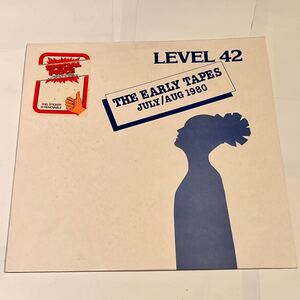 LEVEL 42
THE EARLY TAPES
JULY/AUG 1980
THIS STICKER
IS REMOVABLE